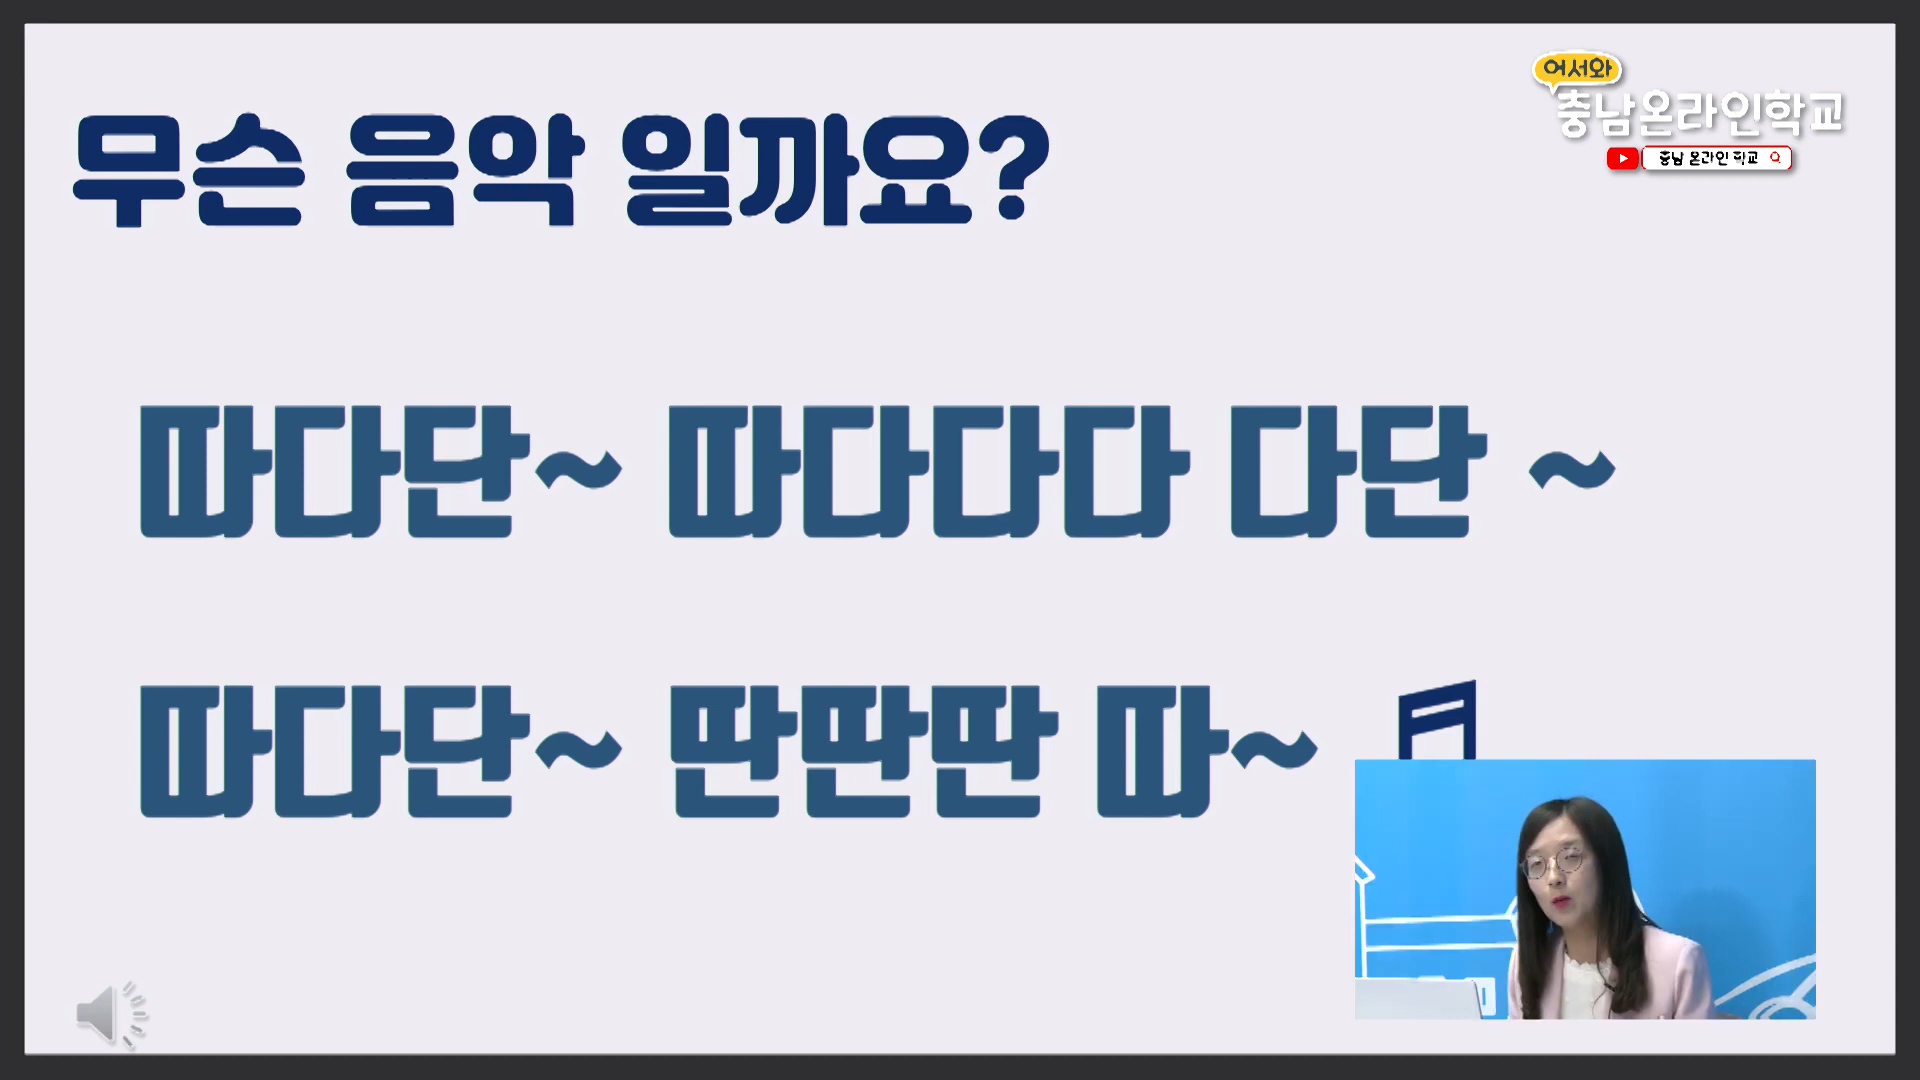 무슨 음악 일까요?
어서와
충남온라인학교
충남 온라인 학교
따다단~ 따다다다 다단 ~
따다단~ 딴딴딴 따~